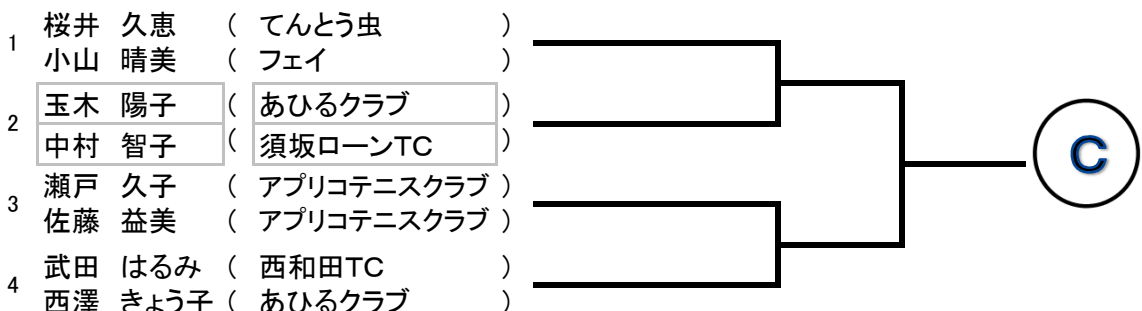 1
桜井 久恵 ( てんとう虫 )
小山 晴美 ( フェイ )
2
玉木 陽子 ( あひるクラブ )
中村 智子 ( 須坂ローンTC )
3
瀬戸 久子 ( アプリコテニスクラブ )
佐藤 益美 ( アプリコテニスクラブ )
4
武田 はるみ ( 西和田TC )
西澤 きょう子 ( あひるクラブ )
C